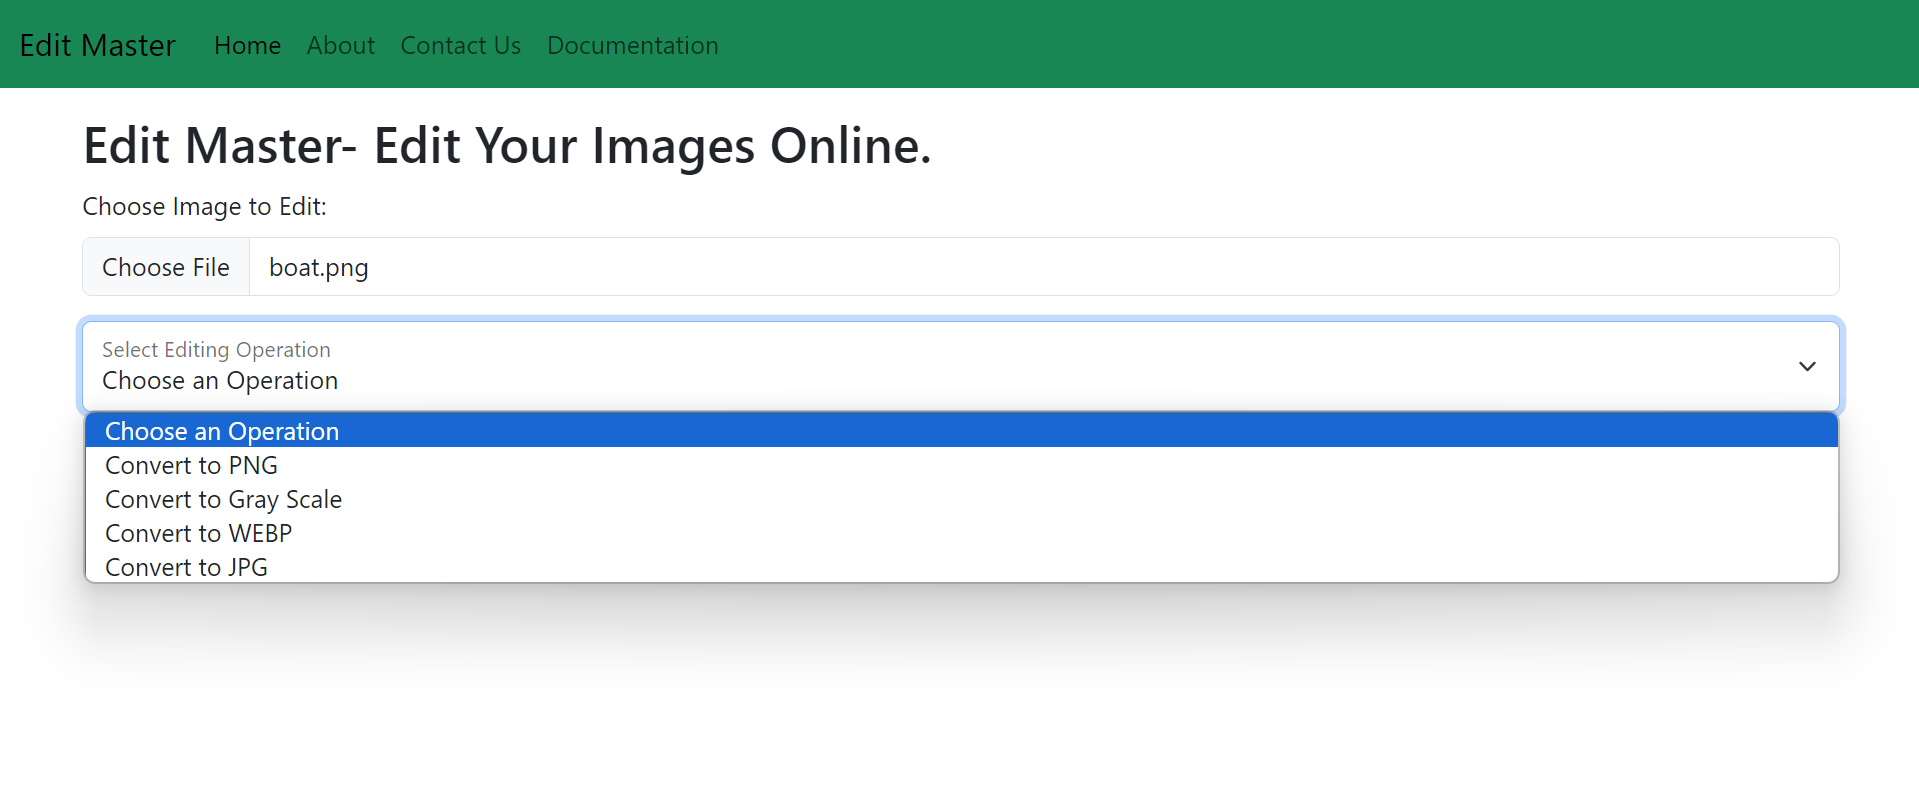 Edit Master Home About Contact Us Documentation
Edit Master- Edit Your Images Online.
Choose Image to Edit:
Choose File boat.png
Select Editing Operation
Choose an Operation
Choose an Operation
Convert to PNG
Convert to Gray Scale
Convert to WEBP
Convert to JPG